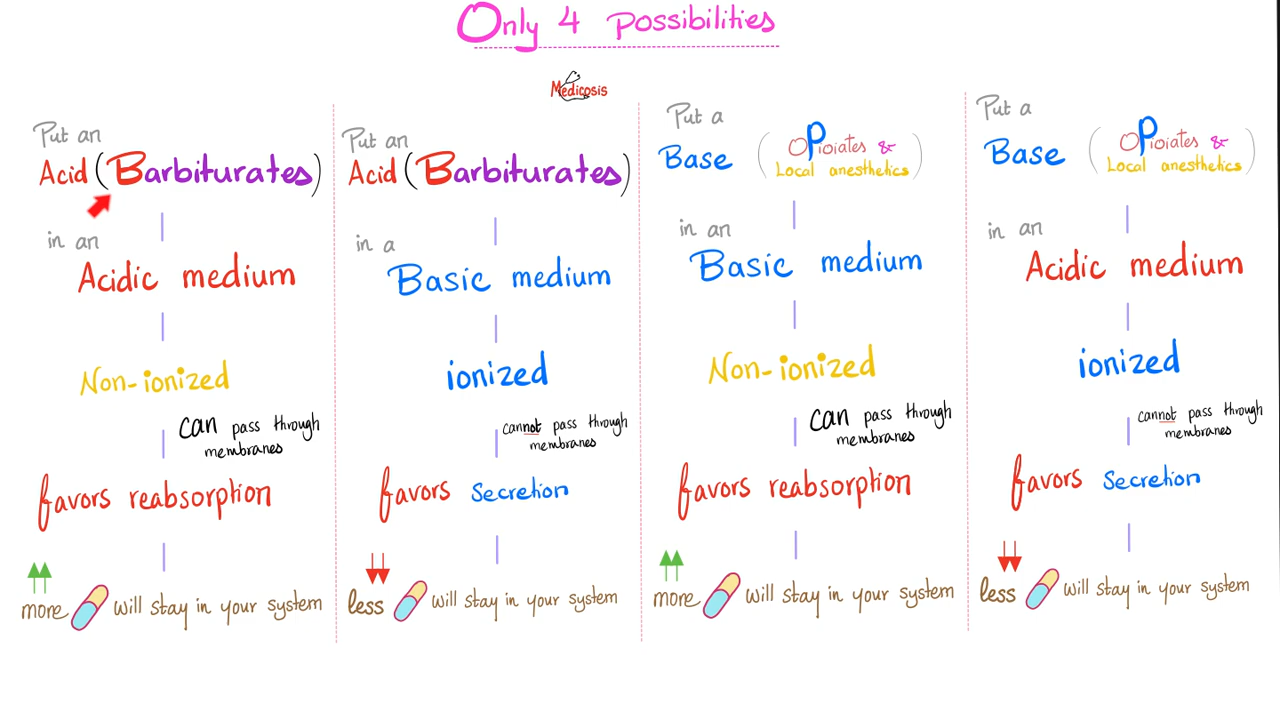 Only 4 Possibilities
Medicosis
Put an
Acid (Barbiturates)
in an
Acidic medium
Non-ionized
can pass through
membranes
favors reabsorption
more will stay in your system
Put an
Acid (Barbiturates)
in a
Basic medium
ionized
cannot pass through
membranes
favors Secretion
less will stay in your system
Put a
Base (OPioiates &
Local anesthetics)
in an
Basic medium
Non-ionized
can pass through
membranes
favors reabsorption
more will stay in your system
Put a
Base (OPioiates &
Local anesthetics)
in an
Acidic medium
ionized
cannot pass through
membranes
favors Secretion
less will stay in your system